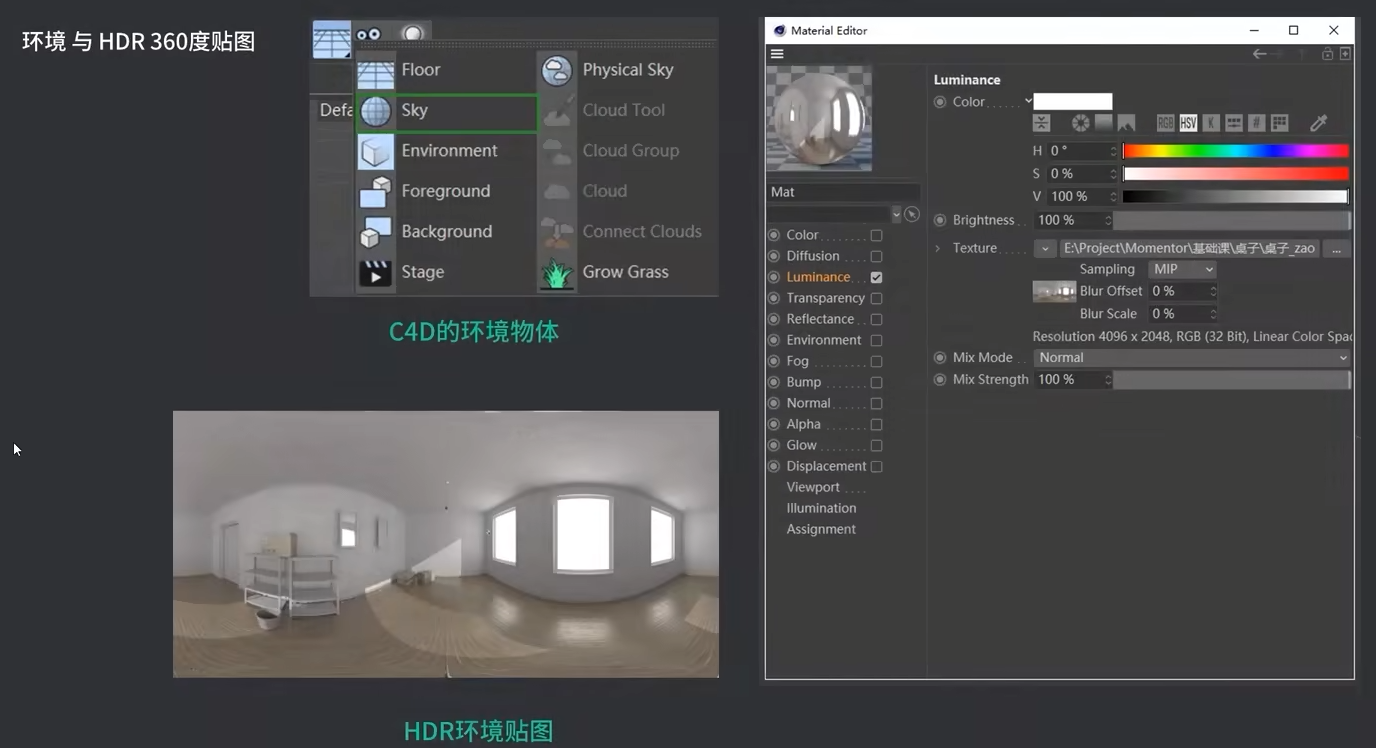 环境 与 HDR 360度贴图
Floor
Physical Sky
Defa
Sky
Cloud Tool
Environment
Cloud Group
Foreground
Cloud
Background
Connect Clouds
Stage
Grow Grass
C4D的环境物体
HDR环境贴图
Material Editor
Mat
Color
Diffusion
Luminance
Transparency
Reflectance
Environment
Fog
Bump
Normal
Alpha
Glow
Displacement
Viewport
Illumination
Assignment
Luminance
Color
RGB HSV K #
H 0 °
S 0 %
V 100 %
Brightness 100 %
Texture E:\Project\Momentor\基础课\桌子\桌子_zao ...
Sampling MIP
Blur Offset 0 %
Blur Scale 0 %
Resolution 4096 x 2048, RGB (32 Bit), Linear Color Spac
Mix Mode Normal
Mix Strength 100 %